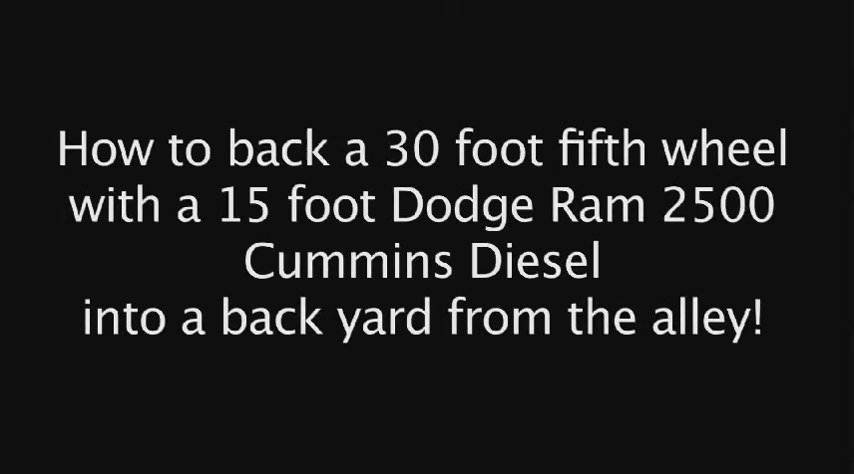 How to back a 30 foot fifth wheel
with a 15 foot Dodge Ram 2500
Cummins Diesel
into a back yard from the alley!